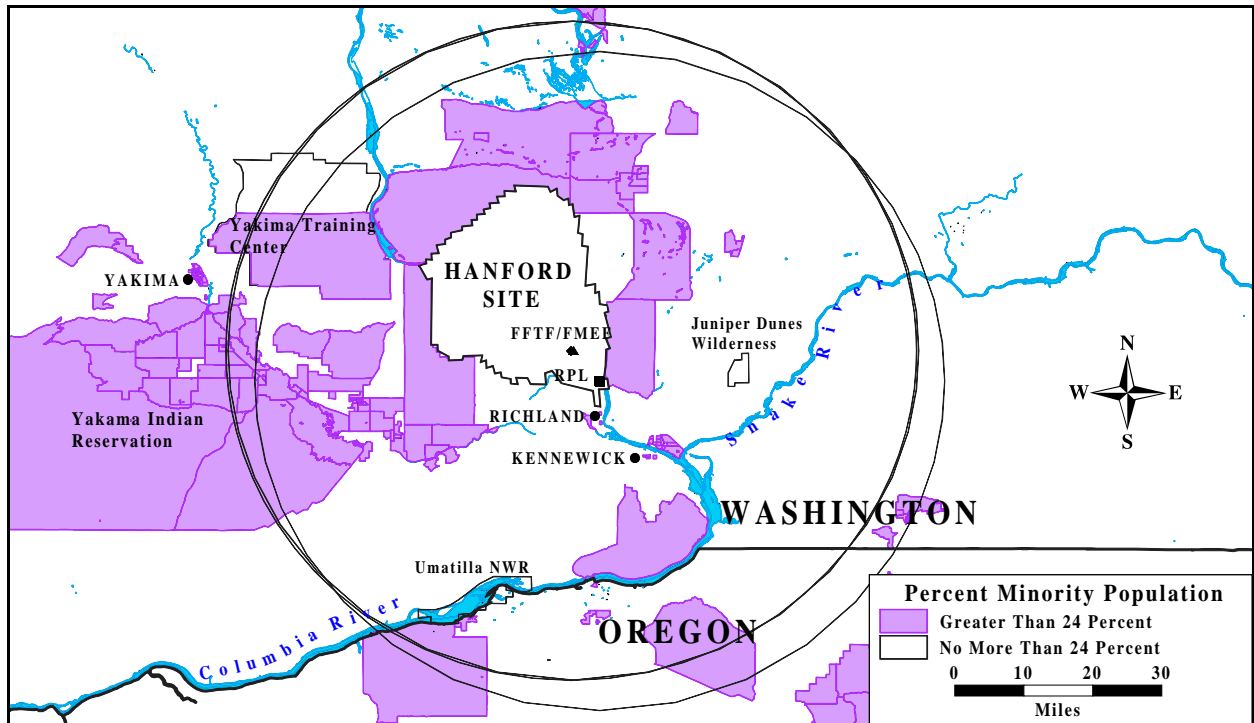 Yakima Training
Center
YAKIMA
HANFORD
SITE
FFTF/FMEF
Juniper Dunes
Wilderness
RPL
Snake River
N
W E
S
RICHLAND
Yakama Indian
Reservation
KENNEWICK
WASHINGTON
Umatilla NWR
Columbia River
OREGON
Percent Minority Population
Greater Than 24 Percent
No More Than 24 Percent
0 10 20 30
Miles